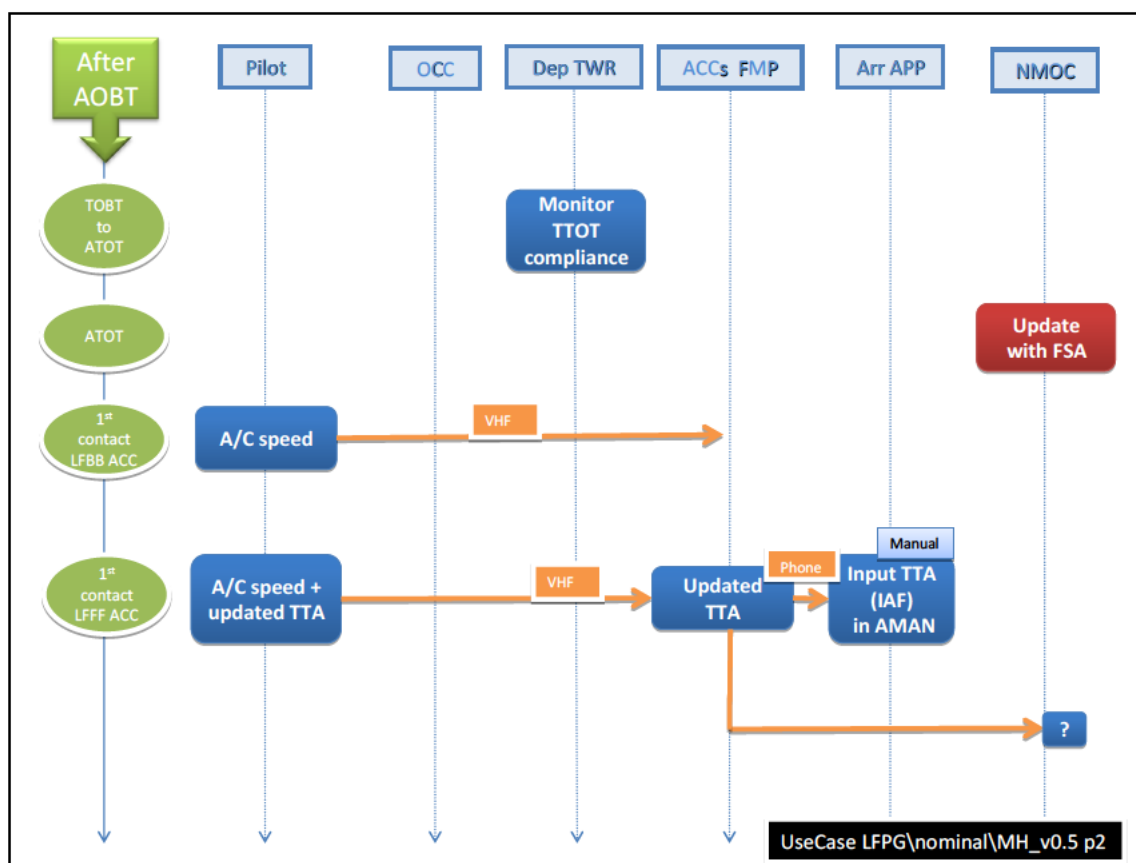 After
AOBT
Pilot
OCC
Dep TWR
ACCs FMP
Arr APP
NMOC
TOBT
to
ATOT
Monitor
TTOT
compliance
ATOT
Update
with FSA
1st
contact
LFBB ACC
A/C speed
VHF
1st
contact
LFFF ACC
A/C speed +
updated TTA
VHF
Updated
TTA
Phone
Manual
Input TTA
(IAF)
in AMAN
?
UseCase LFPG\nominal\MH_v0.5 p2